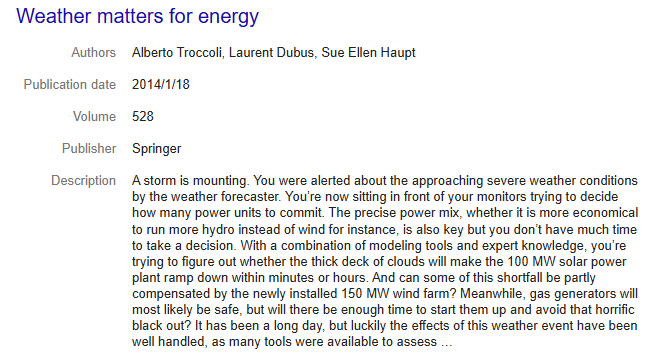 Weather matters for energy
Authors Alberto Troccoli, Laurent Dubus, Sue Ellen Haupt
Publication date 2014/1/18
Volume 528
Publisher Springer
Description A storm is mounting. You were alerted about the approaching severe weather conditions
by the weather forecaster. You’re now sitting in front of your monitors trying to decide
how many power units to commit. The precise power mix, whether it is more economical
to run more hydro instead of wind for instance, is also key but you don’t have much time
to take a decision. With a combination of modeling tools and expert knowledge, you’re
trying to figure out whether the thick deck of clouds will make the 100 MW solar power
plant ramp down within minutes or hours. And can some of this shortfall be partly
compensated by the newly installed 150 MW wind farm? Meanwhile, gas generators will
most likely be safe, but will there be enough time to start them up and avoid that horrific
black out? It has been a long day, but luckily the effects of this weather event have been
well handled, as many tools were available to assess …